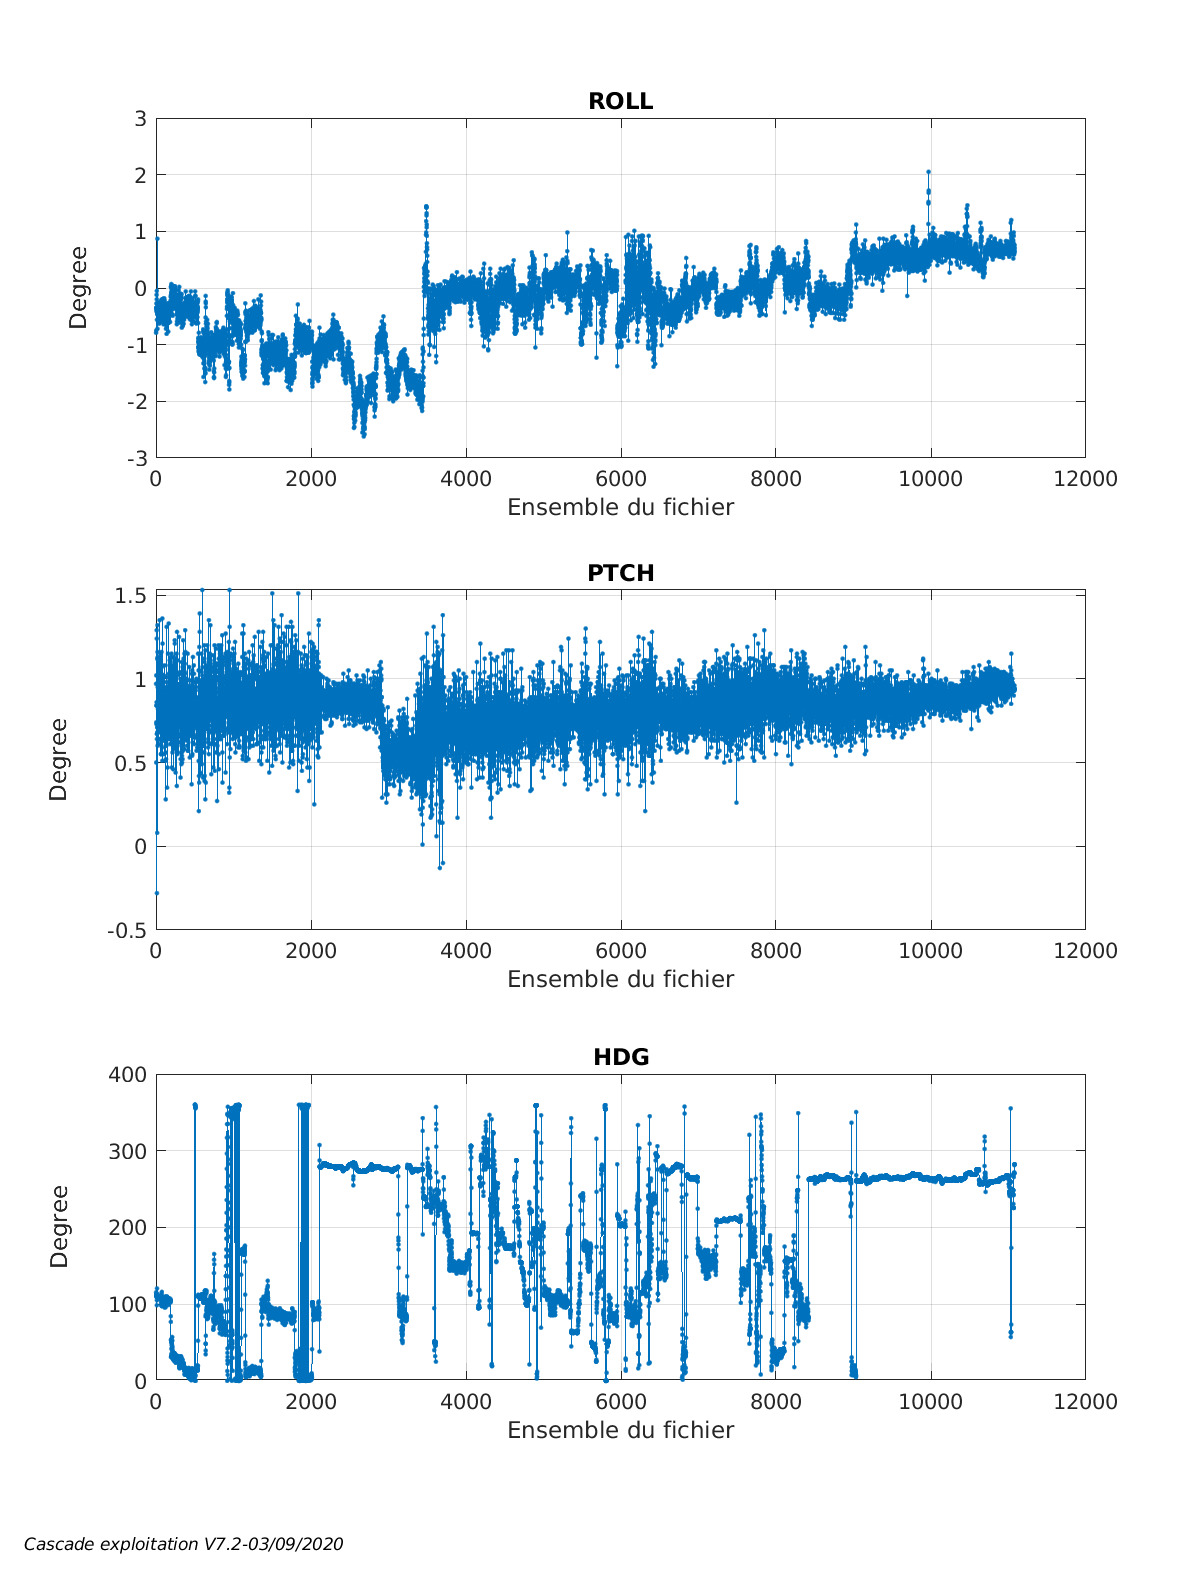 ROLL
3
2
1
0
-1
-2
-3
Degree
0 2000 4000 6000 8000 10000 12000
Ensemble du fichier
PTCH
1.5
1
0.5
0
-0.5
Degree
0 2000 4000 6000 8000 10000 12000
Ensemble du fichier
HDG
400
300
200
100
0
Degree
0 2000 4000 6000 8000 10000 12000
Ensemble du fichier
Cascade exploitation V7.2-03/09/2020